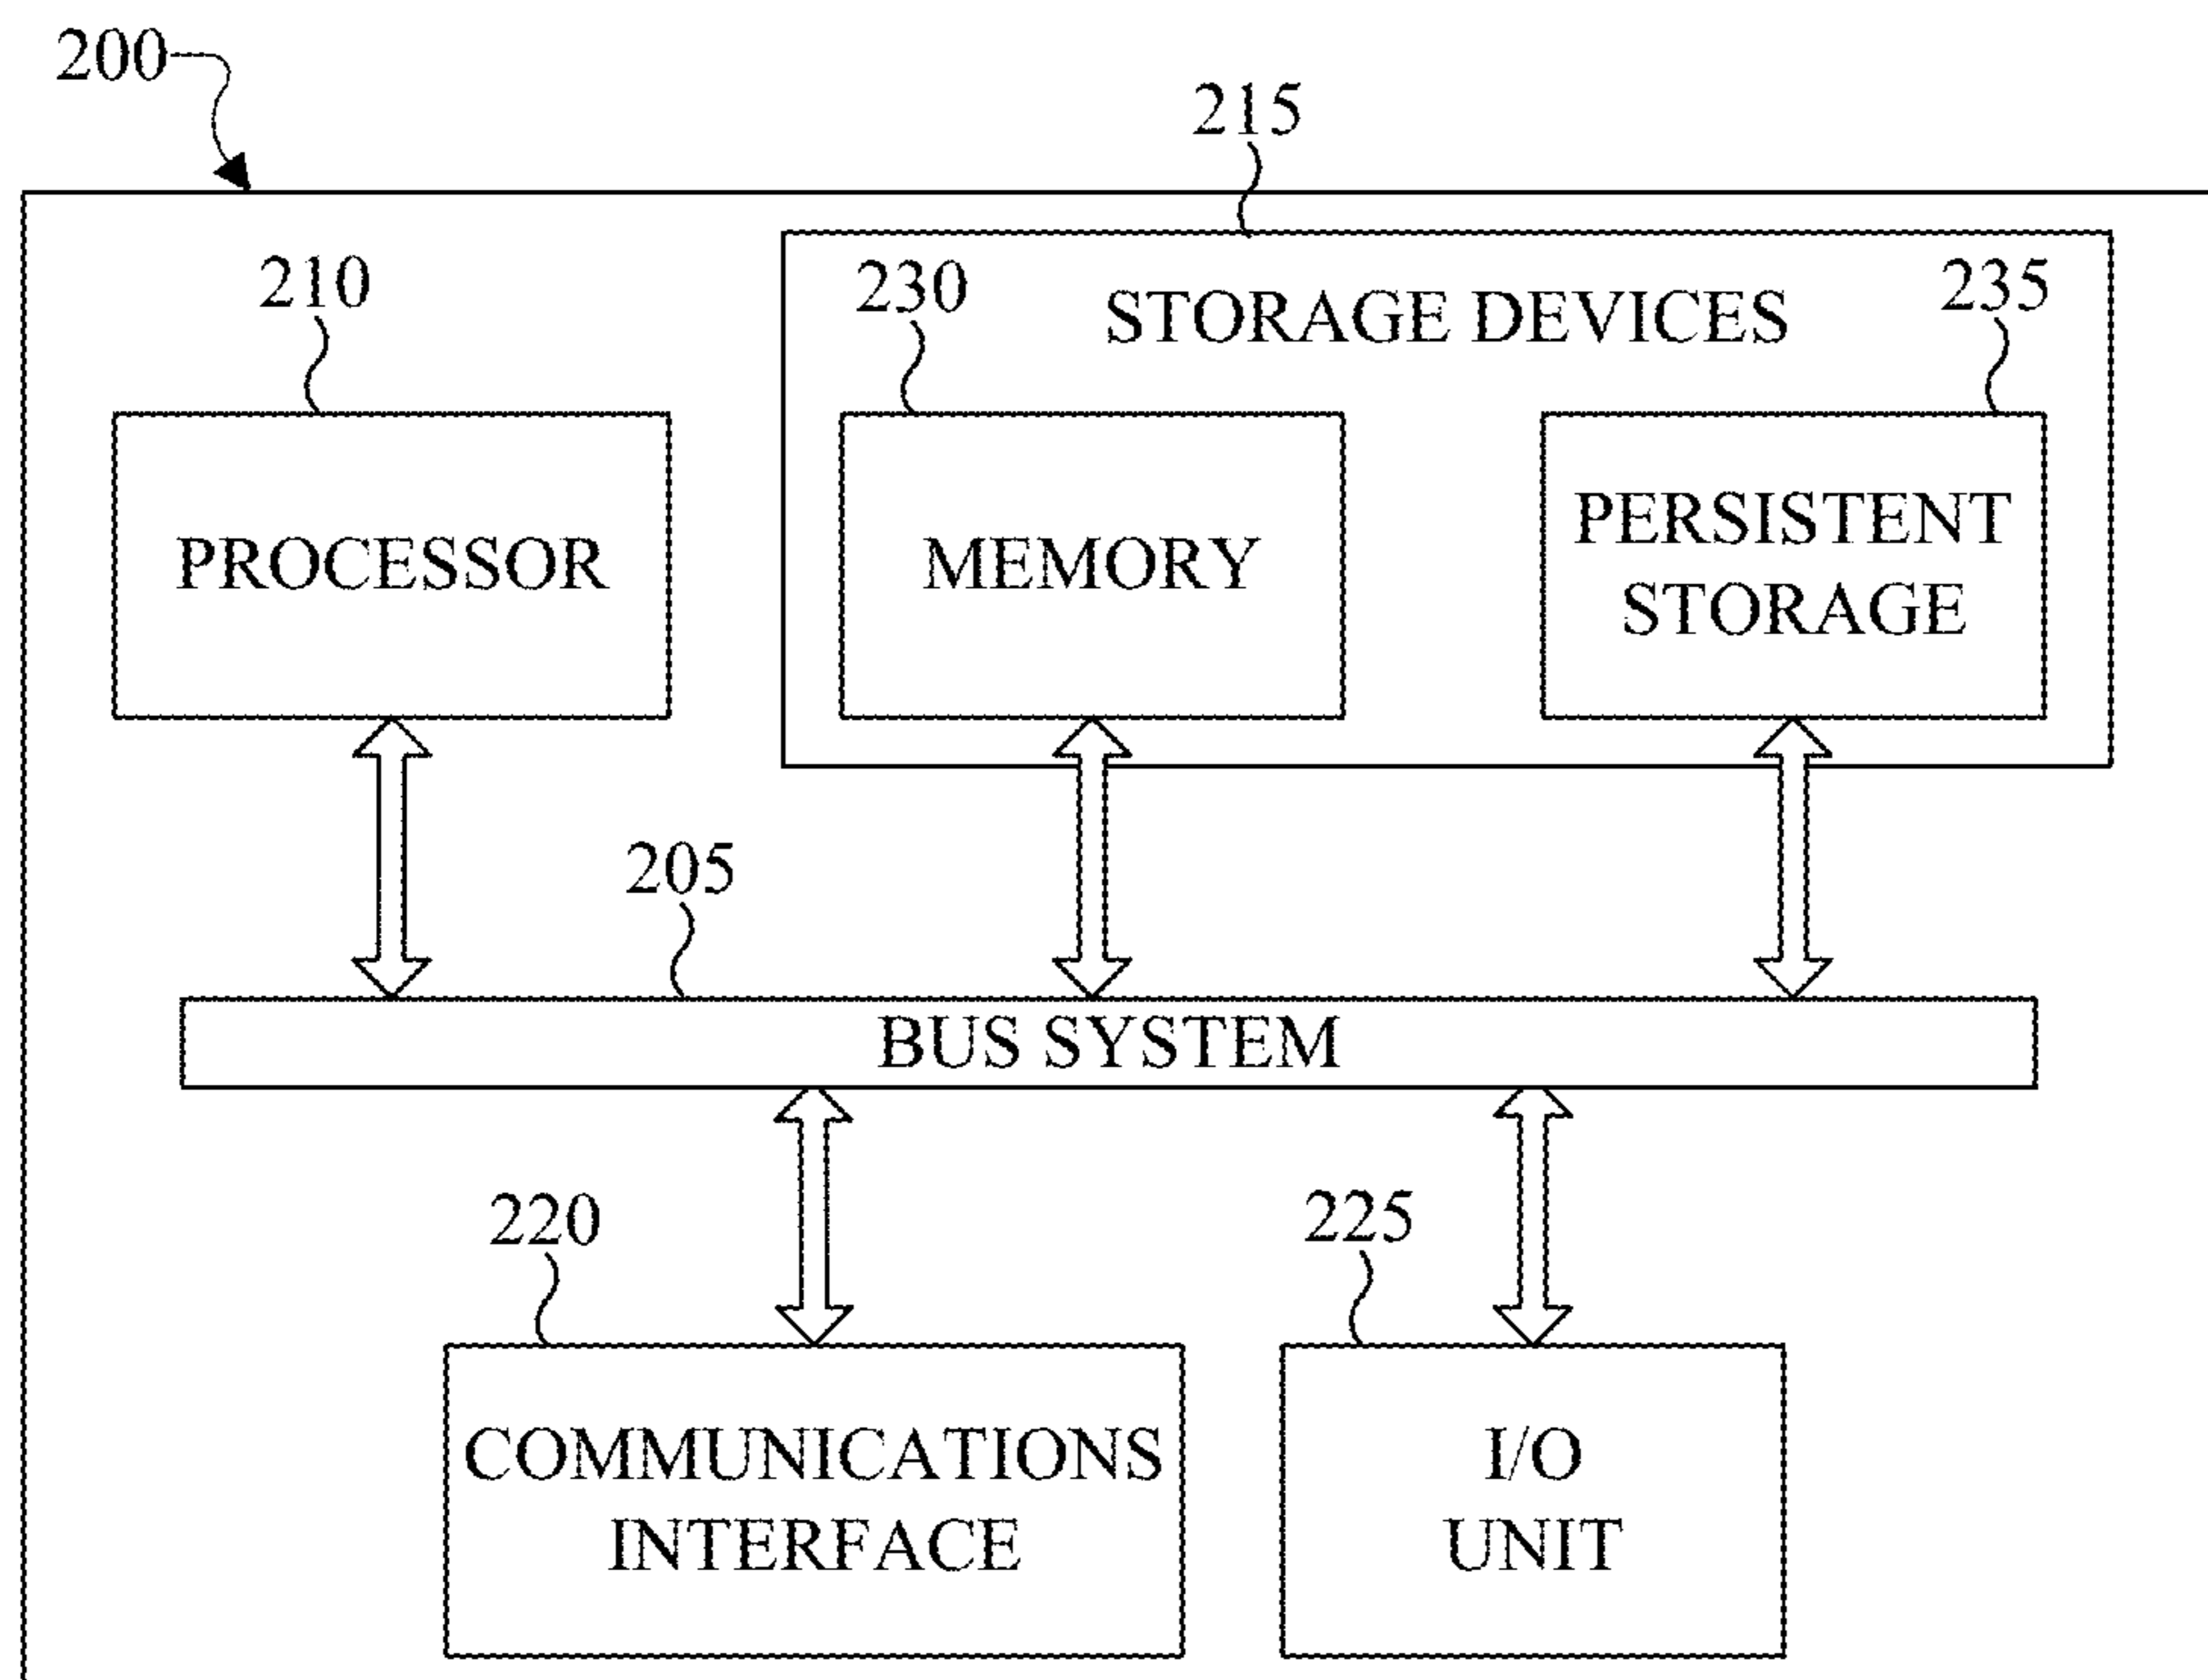 200
215
210
230
STORAGE DEVICES
235
PROCESSOR
MEMORY
PERSISTENT
STORAGE
205
BUS SYSTEM
220
225
COMMUNICATIONS
INTERFACE
I/O
UNIT